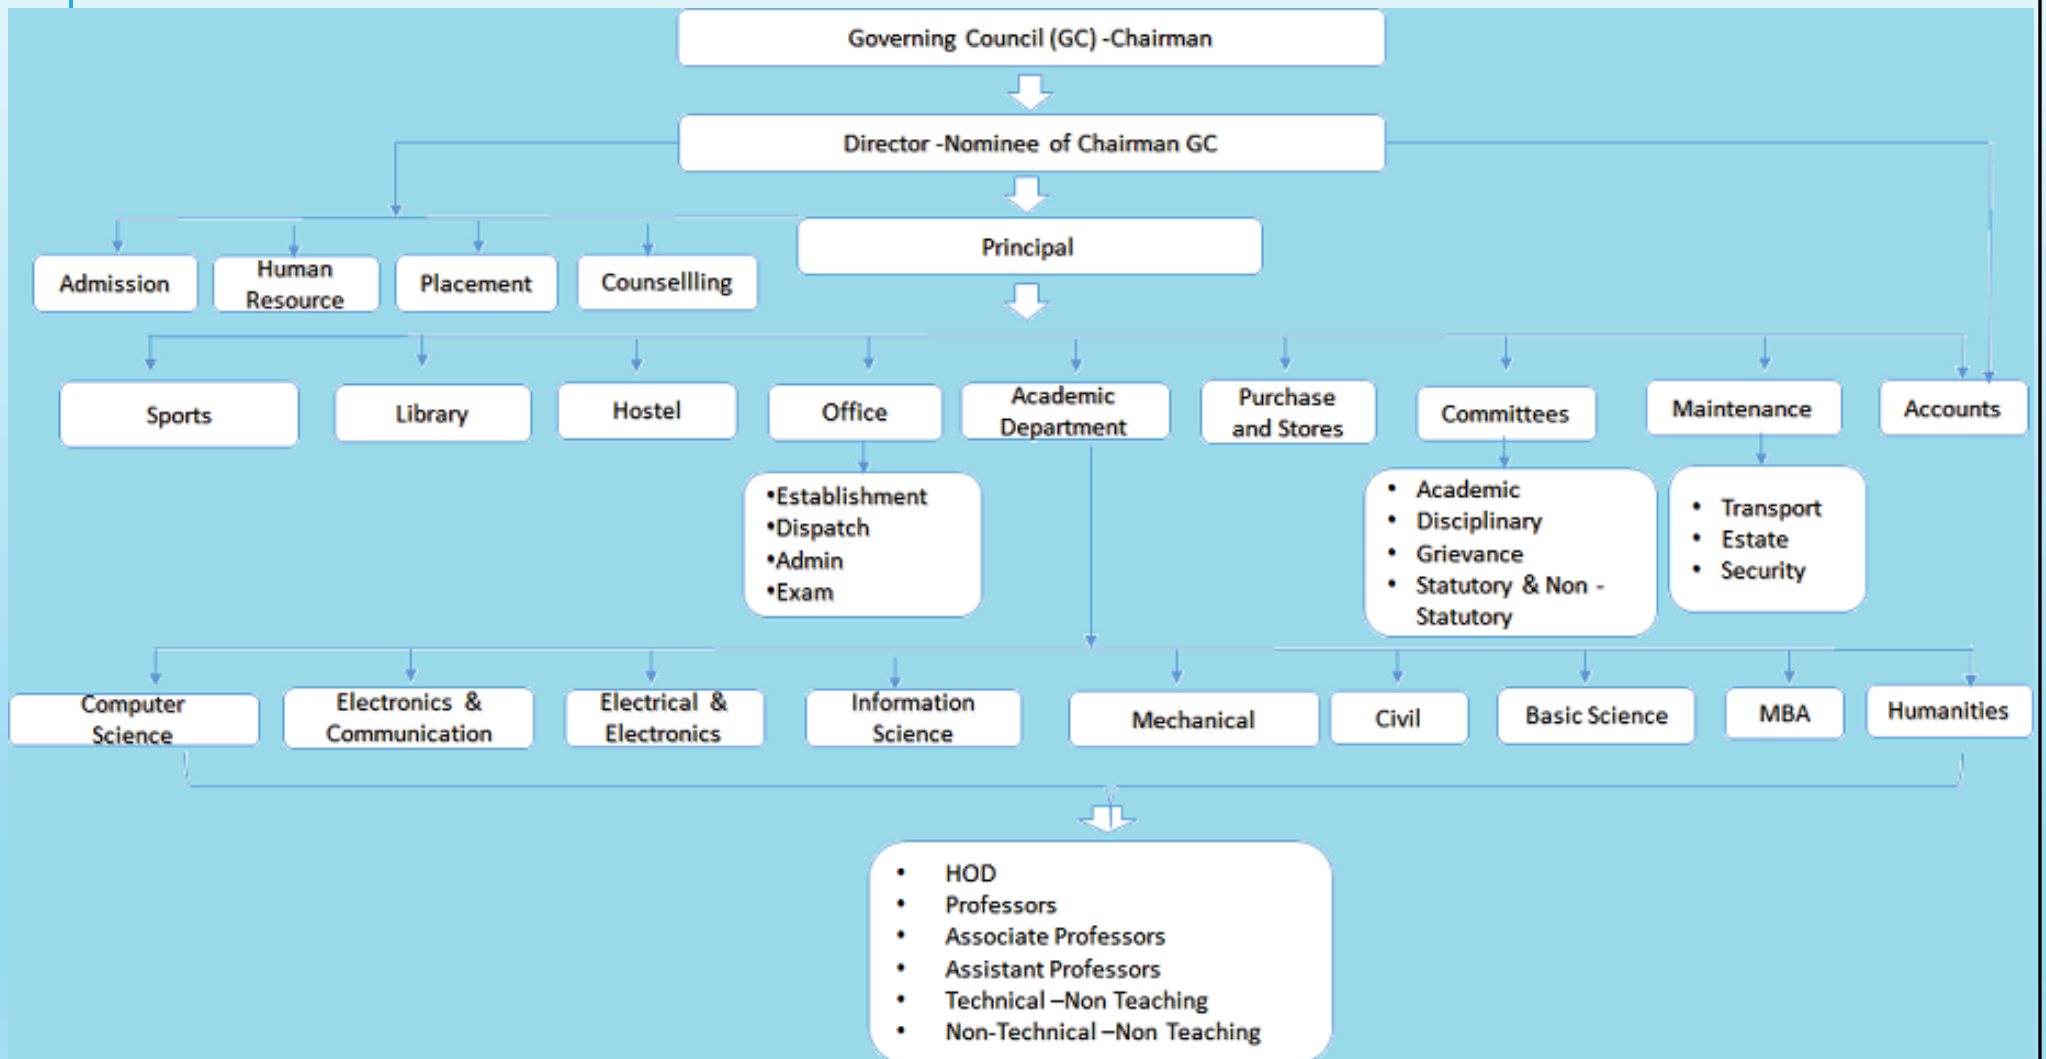 Governing Council (GC) -Chairman
Director -Nominee of Chairman GC
Principal
Admission
Human
Resource
Placement
Counsellling
Sports
Library
Hostel
Office
Academic
Department
Purchase
and Stores
Committees
Maintenance
Accounts
•Establishment
•Dispatch
•Admin
•Exam
• Academic
• Disciplinary
• Grievance
• Statutory & Non -
Statutory
• Transport
• Estate
• Security
Computer
Science
Electronics &
Communication
Electrical &
Electronics
Information
Science
Mechanical
Civil
Basic Science
MBA
Humanities
• HOD
• Professors
• Associate Professors
• Assistant Professors
• Technical –Non Teaching
• Non-Technical –Non Teaching